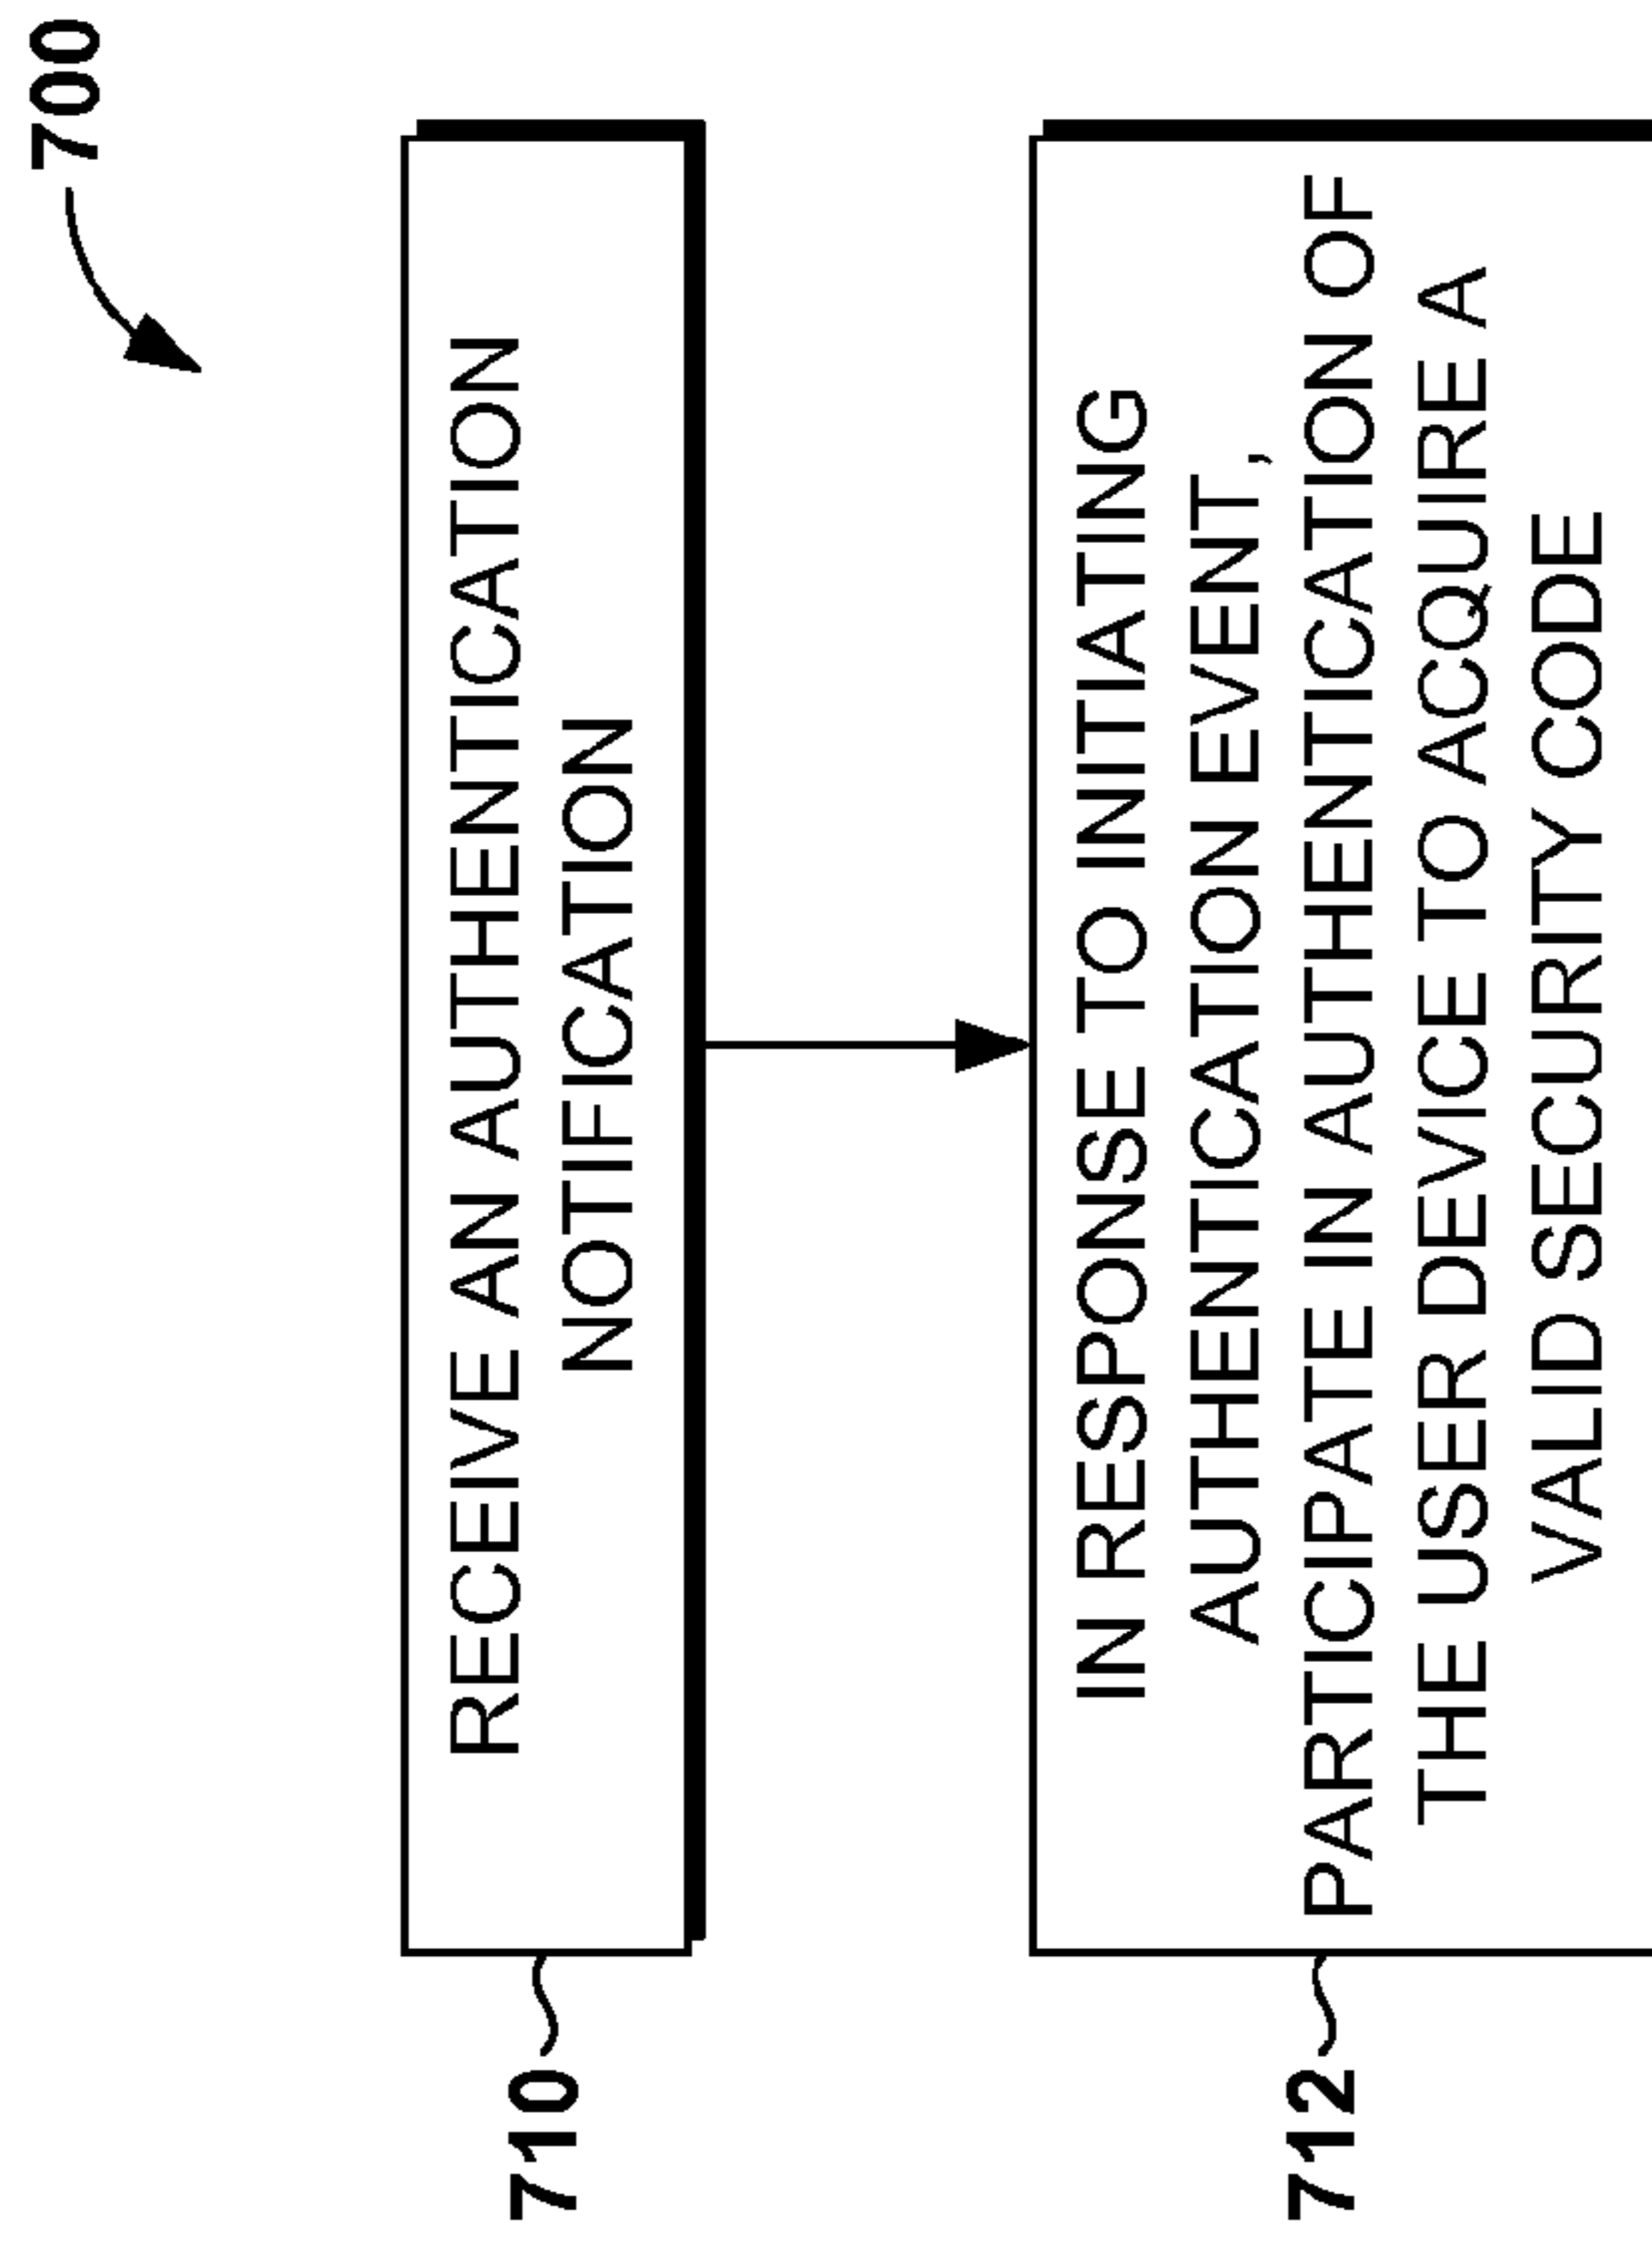 700
710
RECEIVE AN AUTHENTICATION
NOTIFICATION
712
IN RESPONSE TO INITIATING
AUTHENTICATION EVENT,
PARTICIPATE IN AUTHENTICATION OF
THE USER DEVICE TO ACQUIRE A
VALID SECURITY CODE